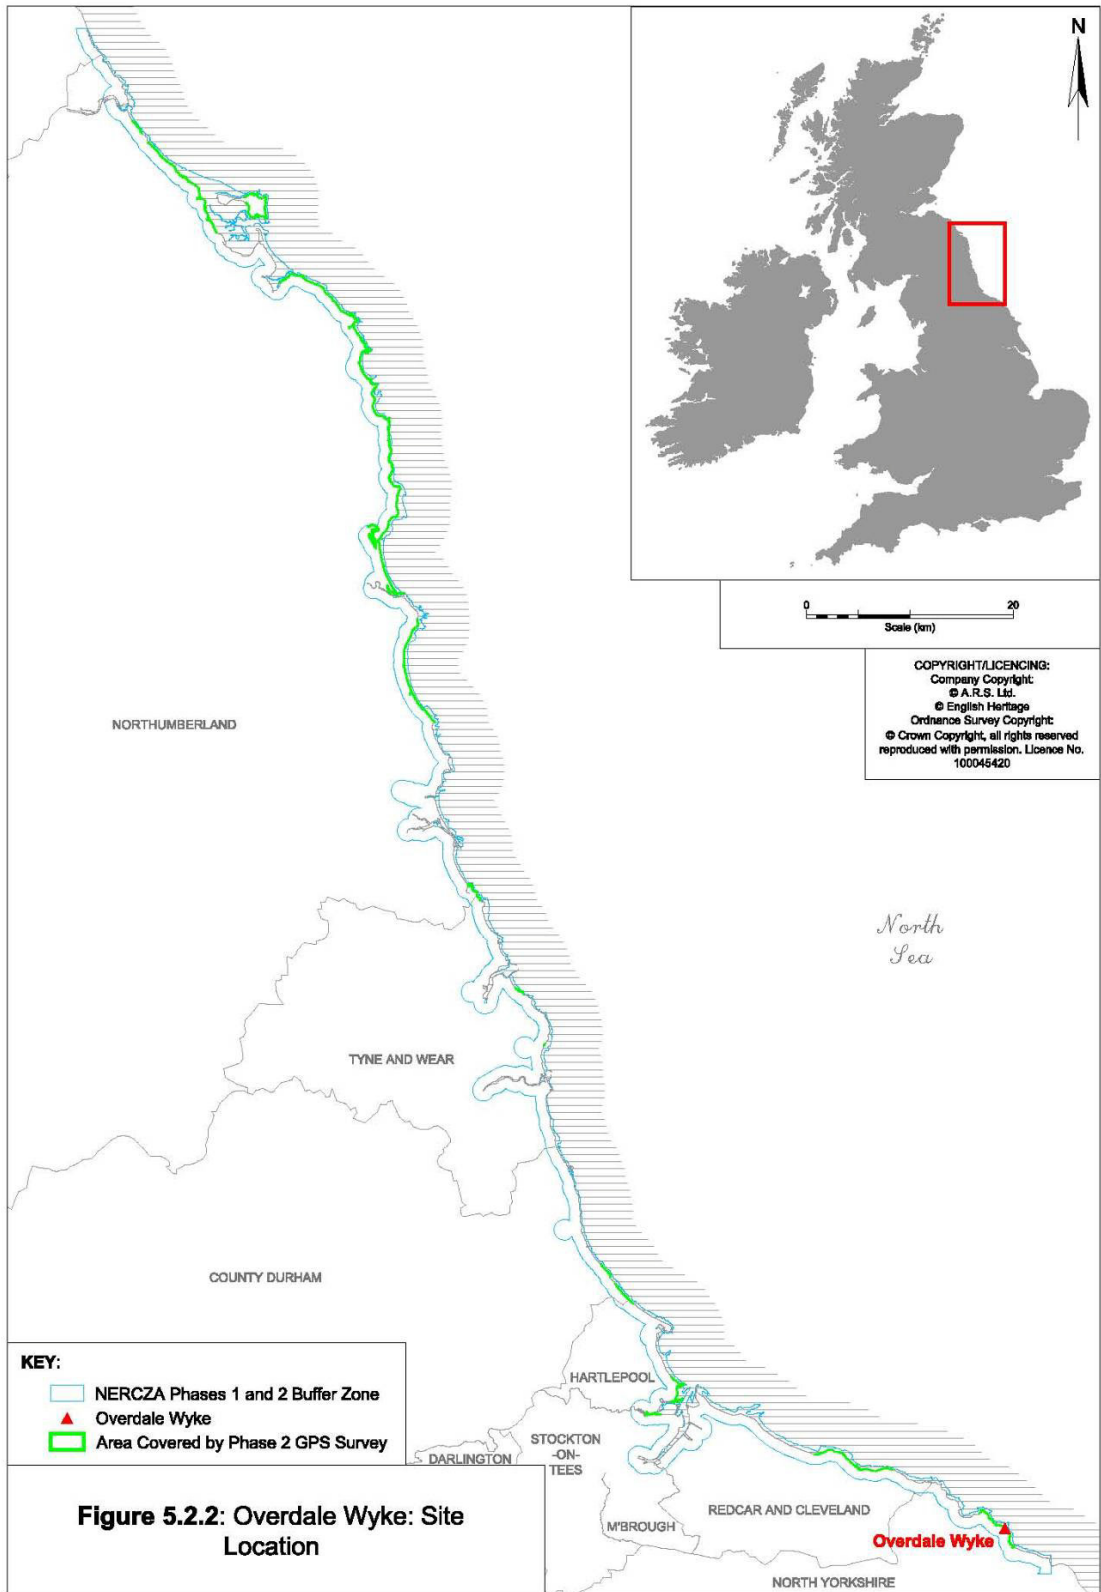 N
0 20
Scale (km)
COPYRIGHT/LICENCING:
Company Copyright:
© A.R.S. Ltd.
© English Heritage
Ordnance Survey Copyright:
© Crown Copyright, all rights reserved
reproduced with permission. Licence No.
100045420
NORTHUMBERLAND
North
Sea
TYNE AND WEAR
COUNTY DURHAM
HARTLEPOOL
STOCKTON
-ON-
TEES
DARLINGTON
M'BROUGH
REDCAR AND CLEVELAND
Overdale Wyke
NORTH YORKSHIRE
KEY:
NERCZA Phases 1 and 2 Buffer Zone
Overdale Wyke
Area Covered by Phase 2 GPS Survey
Figure 5.2.2: Overdale Wyke: Site
Location